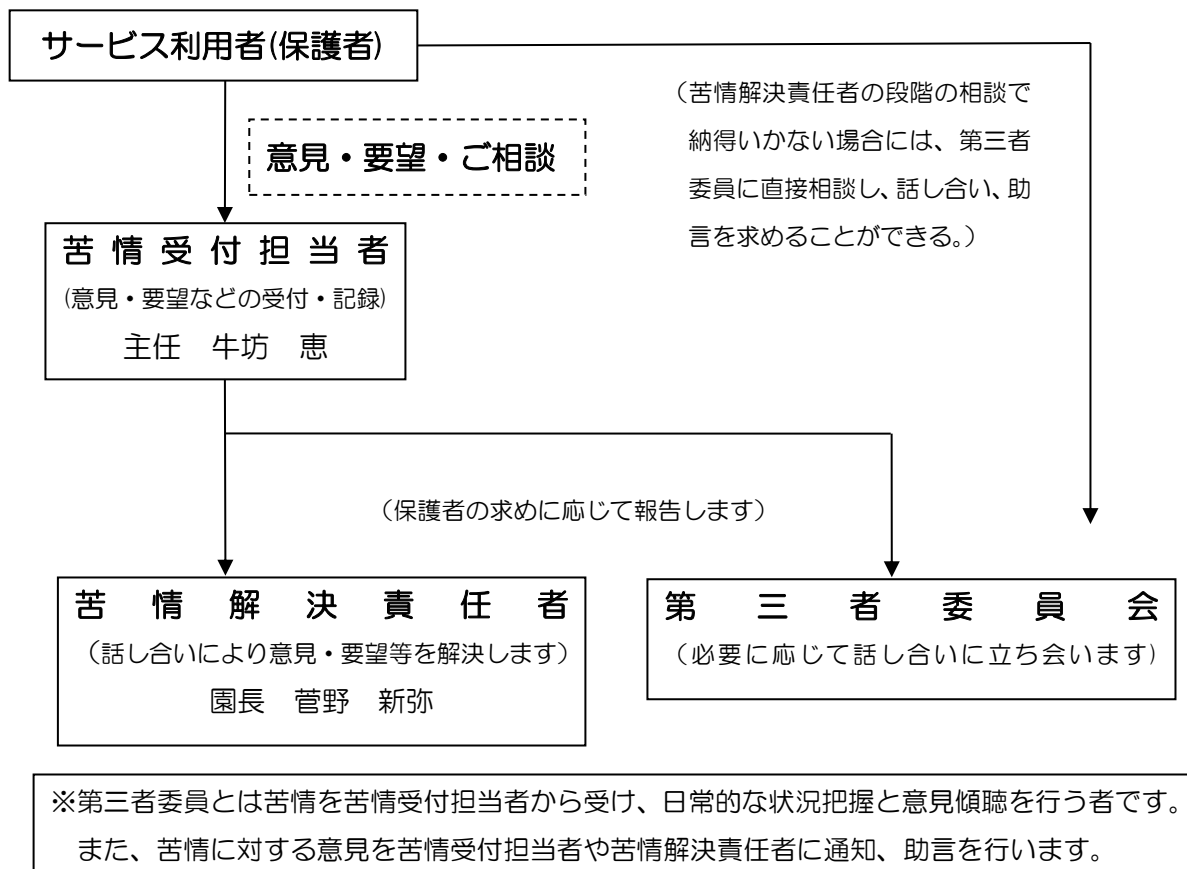 サービス利用者(保護者)
（苦情解決責任者の段階の相談で
納得いかない場合には、第三者
委員に直接相談し、話し合い、助
言を求めることができる。）
意見・要望・ご相談
苦情受付担当者
(意見・要望などの受付・記録)
主任　牛坊　恵
（保護者の求めに応じて報告します）
苦情解決責任者
（話し合いにより意見・要望等を解決します）
園長　菅野　新弥
第三者委員会
（必要に応じて話し合いに立ち会います）
※第三者委員とは苦情を苦情受付担当者から受け、日常的な状況把握と意見傾聴を行う者です。
また、苦情に対する意見を苦情受付担当者や苦情解決責任者に通知、助言を行います。